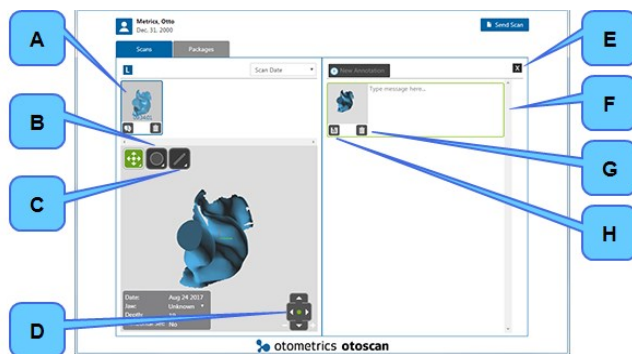 A
B
C
D
E
F
G
H
Metrics, Otto
Dec. 31, 2000
Send Scan
Scans
Packages
L
Scan Date
New Annotation
X
Type message here...
Date: Aug 24 2017
Jaw: Unknown
Depth:
No
otometrics otoscan